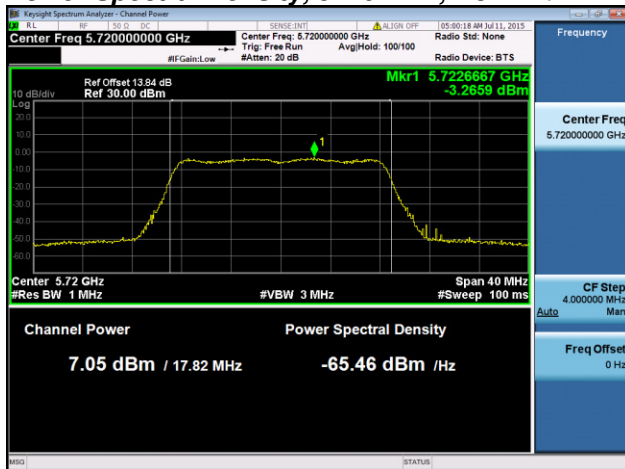 Keysight Spectrum Analyzer - Channel Power
RL RF 50 Ω DC SENSE:INT ALIGN OFF 05:00:18 AM Jul 11, 2015
Center Freq 5.720000000 GHz Center Freq: 5.720000000 GHz Radio Std: None Frequency
Trig: Free Run Avg|Hold: 100/100
#IFGain:Low #Atten: 20 dB Radio Device: BTS
Ref Offset 13.84 dB Mkr1 5.7226667 GHz
10 dB/div Ref 30.00 dBm -3.2659 dBm
Log
20.0
10.0
0.00
-10.0
-20.0
-30.0
-40.0
-50.0
-60.0
1
Center Freq
5.720000000 GHz
Center 5.72 GHz Span 40 MHz
#Res BW 1 MHz #VBW 3 MHz #Sweep 100 ms
CF Step
4.000000 MHz
Auto Man
Channel Power Power Spectral Density
7.05 dBm / 17.82 MHz -65.46 dBm /Hz
Freq Offset
0 Hz
MSG STATUS